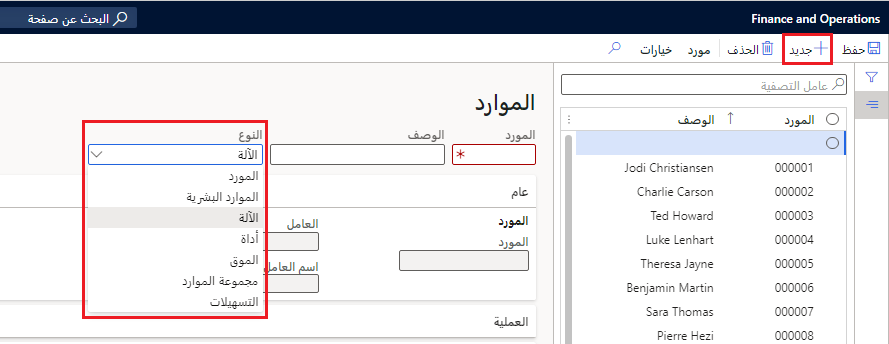 Finance and Operations
البحث عن صفحة
حفظ
جديد
الحذف
مورد
خيارات
عامل التصفية
المورد
الوصف
000001 Jodi Christiansen
000002 Charlie Carson
000003 Ted Howard
000004 Luke Lenhart
000005 Theresa Jayne
000006 Benjamin Martin
000007 Sara Thomas
000008 Pierre Hezi
الموارد
المورد
الوصف
النوع
*
الآلة
المورد
الموارد البشرية
الآلة
أداة
الموق
مجموعة الموارد
التسهيلات
عام
المورد
المورد
العامل
اسم العامل
العملية